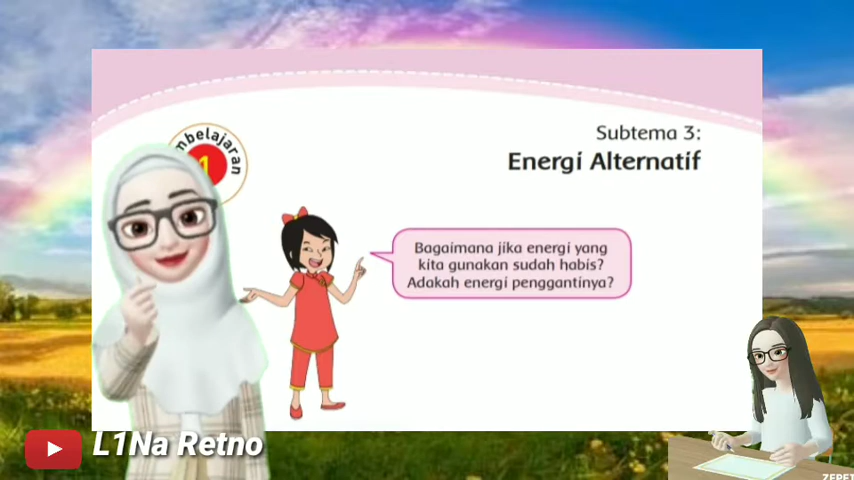 mbelajaran
1
Subtema 3:
Energi Alternatif
Bagaimana jika energi yang
kita gunakan sudah habis?
Adakah energi penggantinya?
L1Na Retno
ZEPET